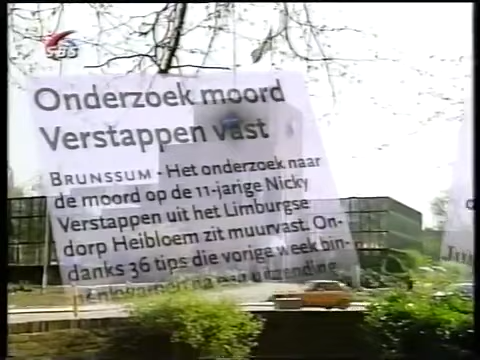 SBS
Onderzoek moord
Verstappen vast
BRUNSSUM - Het onderzoek naar
de moord op de 11-jarige Nicky
Verstappen uit het Limburgse
dorp Heibloem zit muurvast. On-
danks 36 tips die vorige week bin-